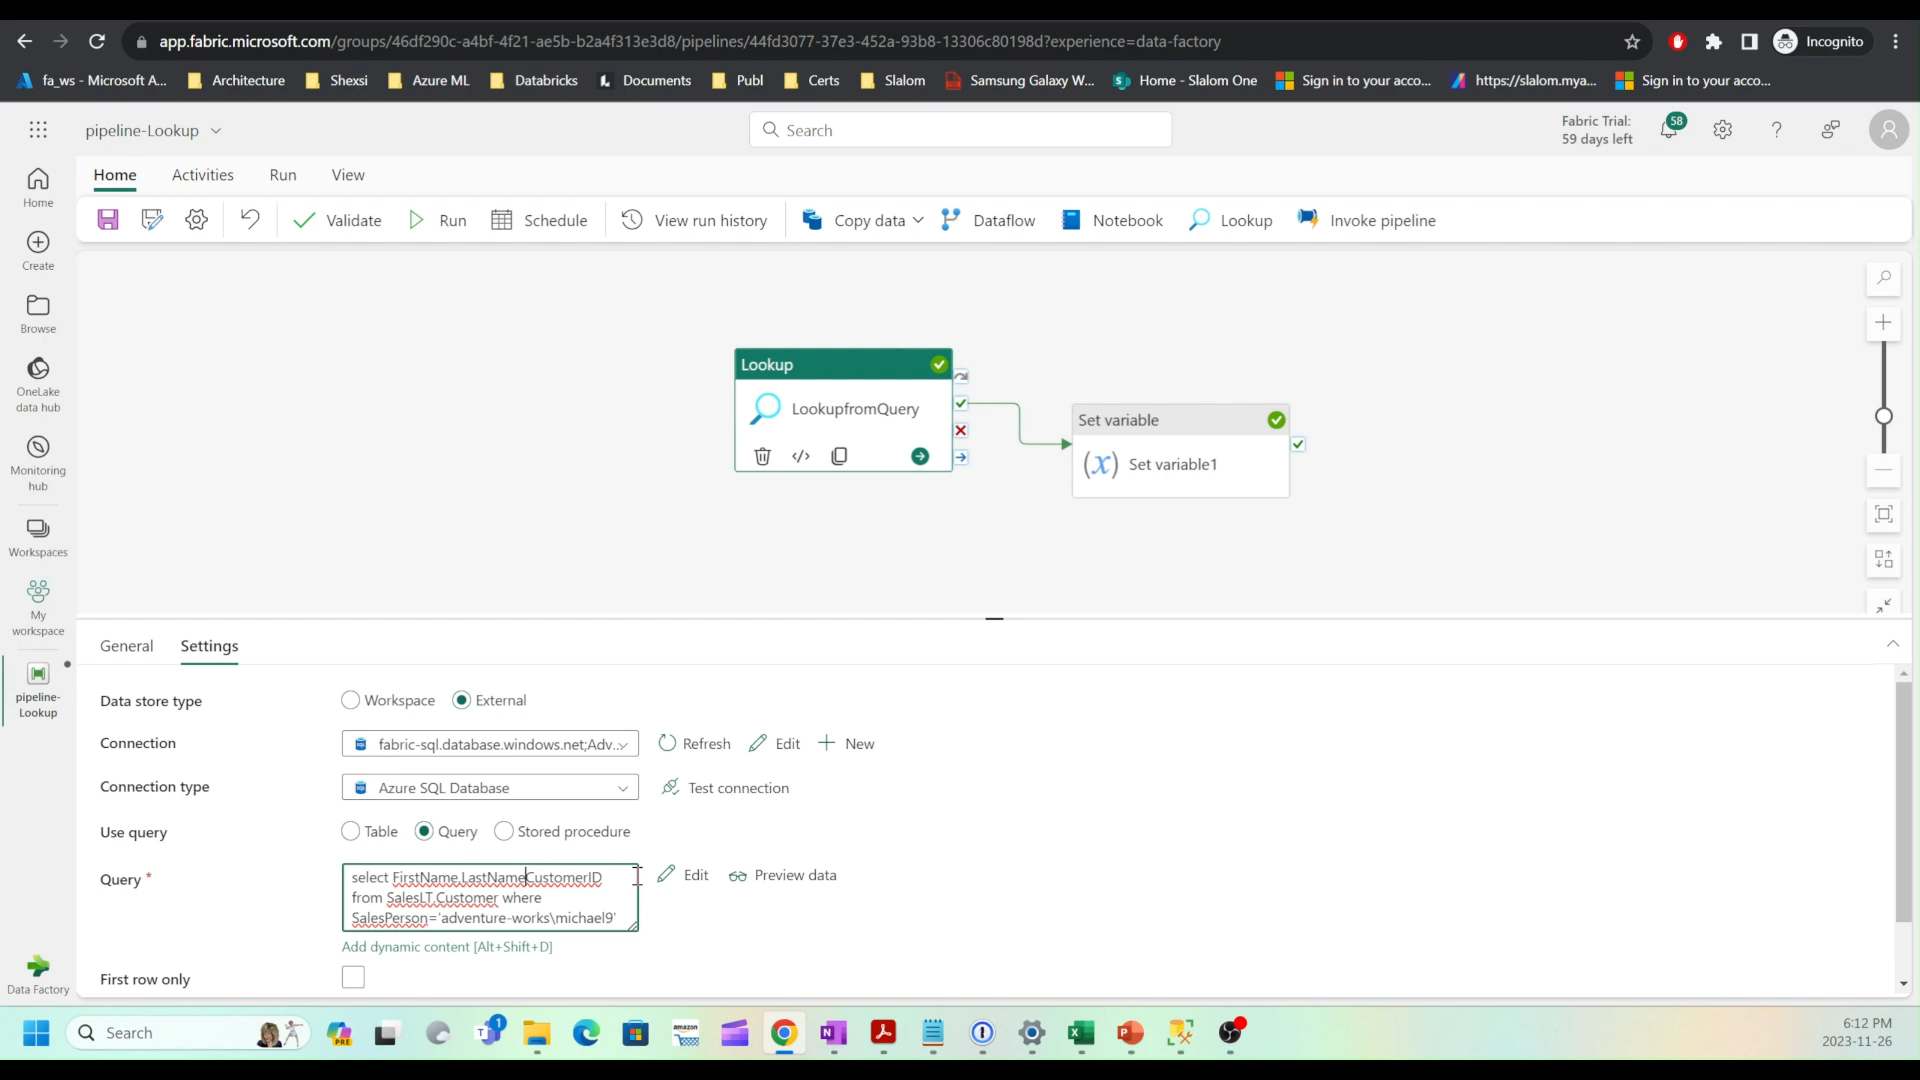 app.fabric.microsoft.com/groups/46df290c-a4bf-4f21-ae5b-b2a4f313e3d8/pipelines/44fd3077-37e3-452a-93b8-13306c80198d?experience=data-factory
Incognito
fa_ws - Microsoft A...
Architecture
Shexsi
Azure ML
Databricks
Documents
Publ
Certs
Slalom
Samsung Galaxy W...
Home - Slalom One
Sign in to your acco...
https://slalom.mya...
Sign in to your acco...
pipeline-Lookup
Search
Fabric Trial:
59 days left
58
Home
Activities
Run
View
Validate
Run
Schedule
View run history
Copy data
Dataflow
Notebook
Lookup
Invoke pipeline
Home
Create
Browse
OneLake
data hub
Monitoring
hub
Workspaces
My
workspace
pipeline-
Lookup
Data Factory
Lookup
LookupfromQuery
Set variable
(x) Set variable1
General
Settings
Data store type
Workspace
External
Connection
fabric-sql.database.windows.net;Adv...
Refresh
Edit
New
Connection type
Azure SQL Database
Test connection
Use query
Table
Query
Stored procedure
Query *
select FirstName,LastNameCustomerID
from SalesLT.Customer where
SalesPerson='adventure-works\michael9'
Edit
Preview data
Add dynamic content [Alt+Shift+D]
First row only
Search
PRE
1
amazon
6:12 PM
2023-11-26